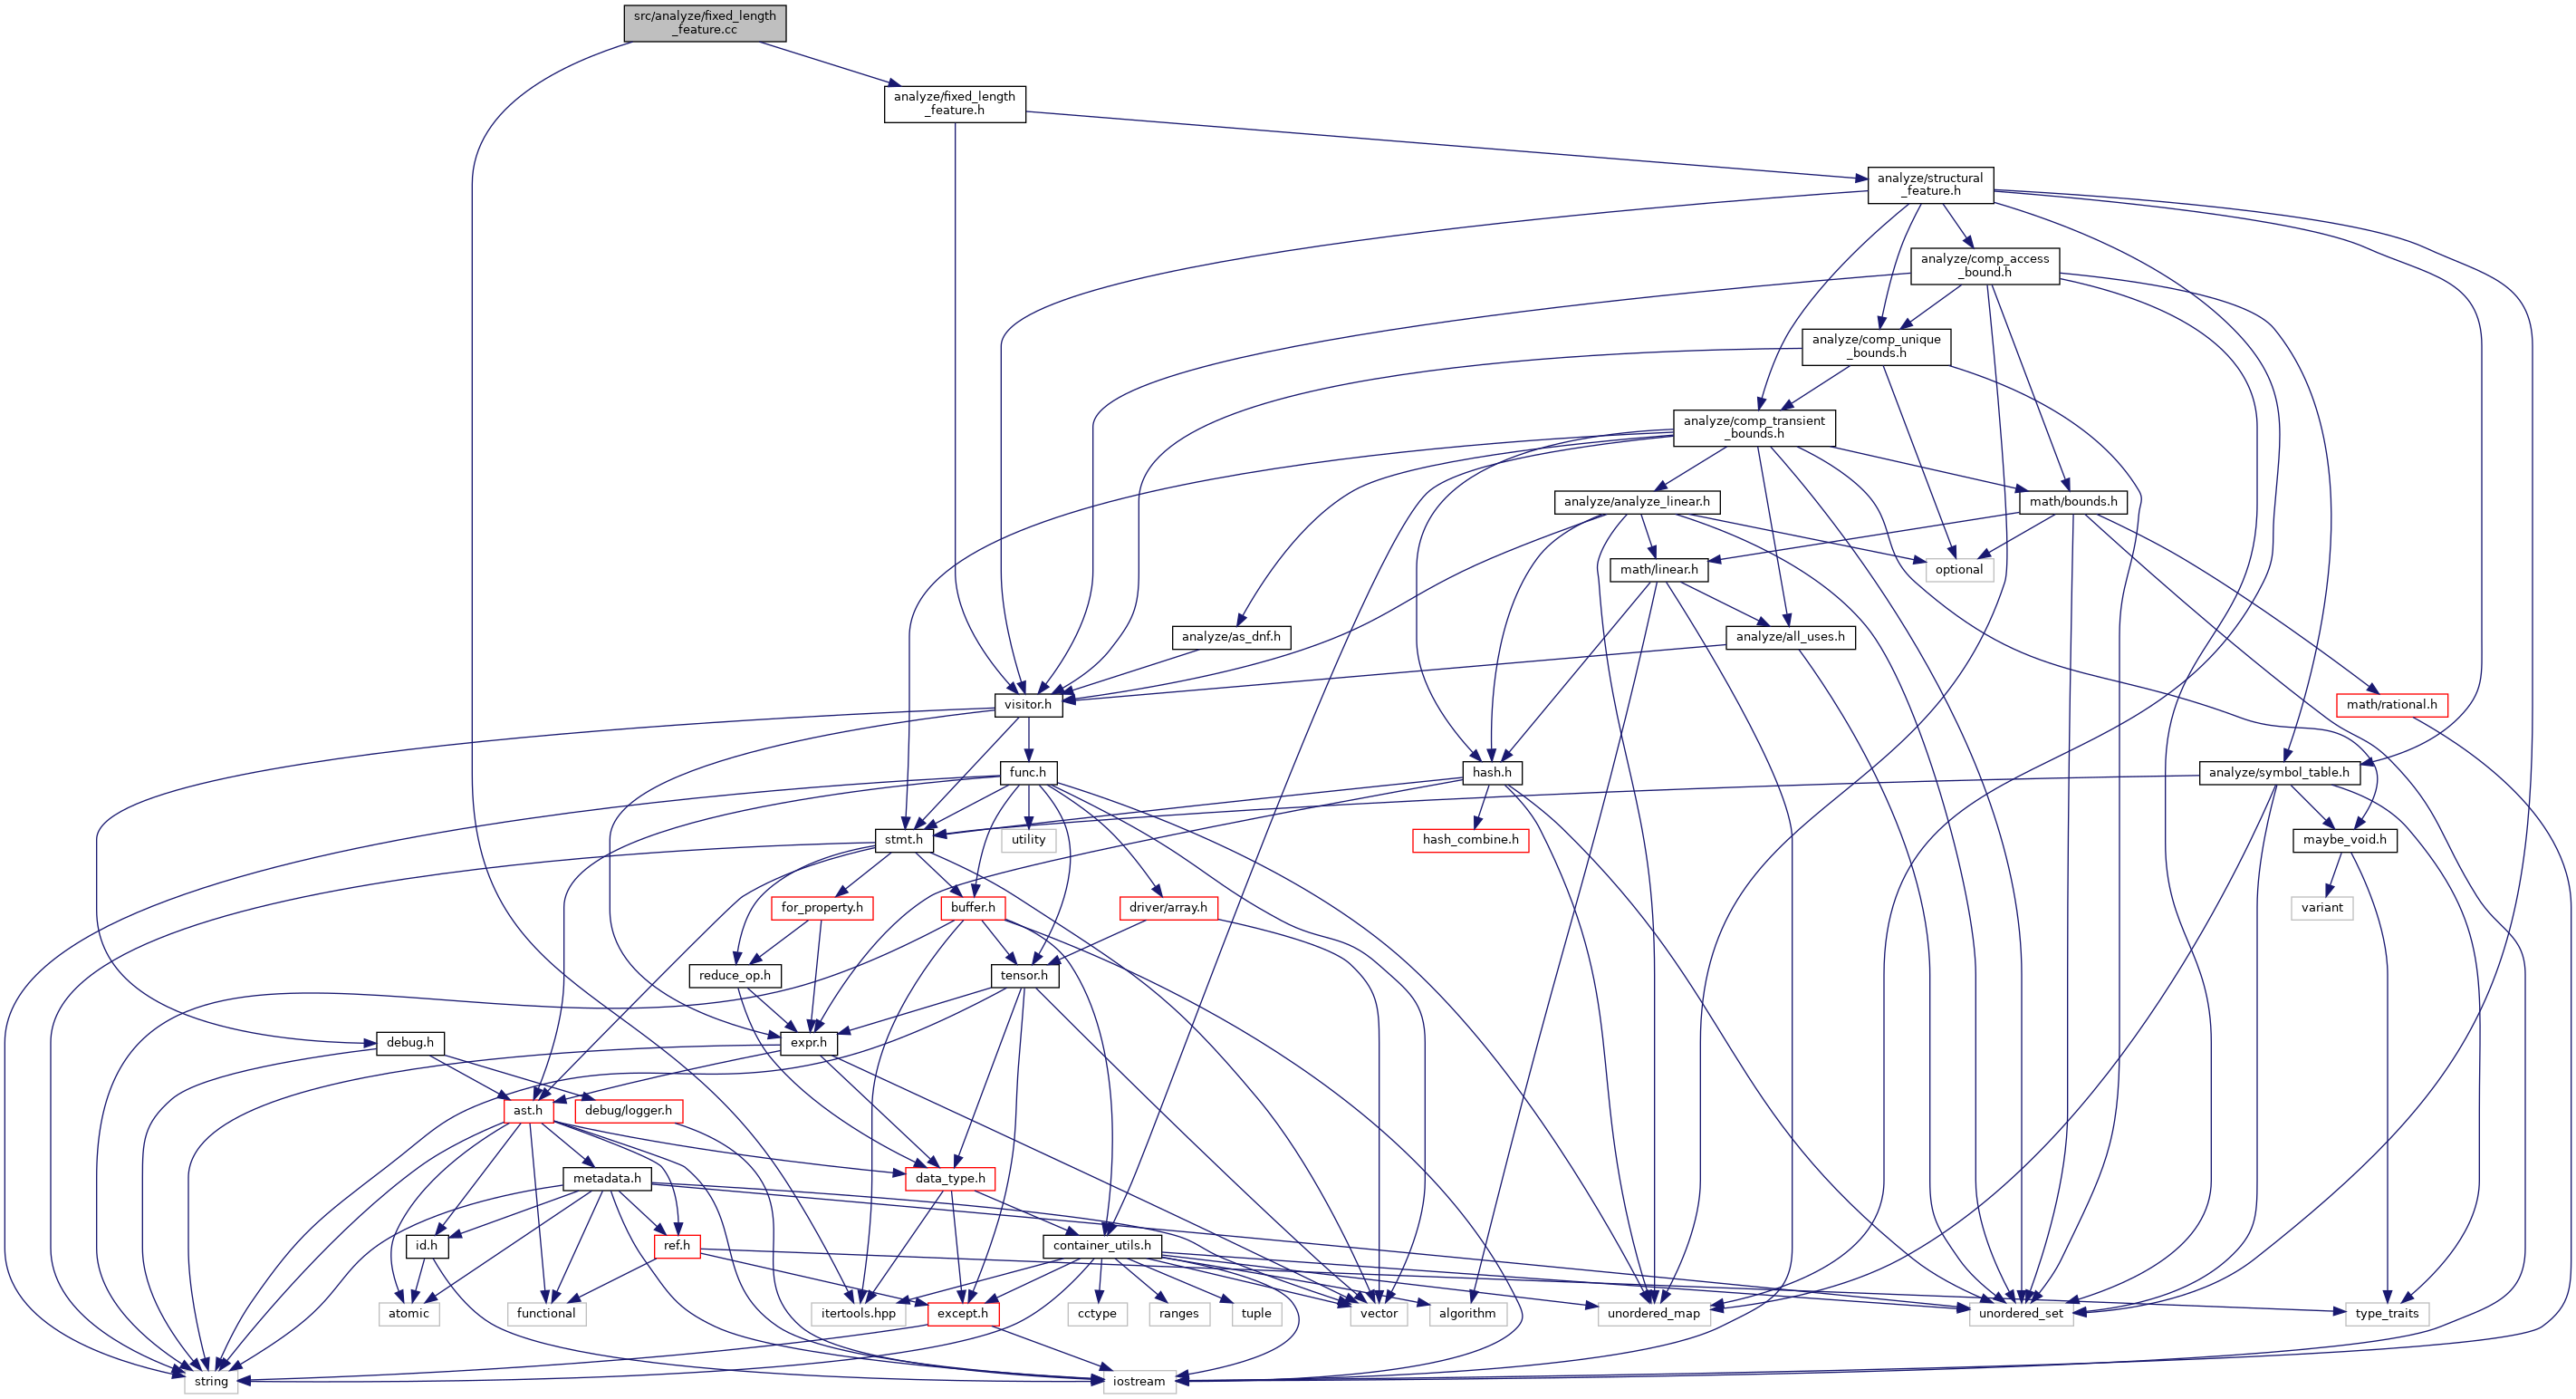 src/analyze/fixed_length
_feature.cc
analyze/fixed_length
_feature.h
analyze/structural
_feature.h
analyze/comp_access
_bound.h
analyze/comp_unique
_bounds.h
analyze/comp_transient
_bounds.h
analyze/analyze_linear.h
math/bounds.h
math/linear.h
optional
analyze/as_dnf.h
analyze/all_uses.h
visitor.h
math/rational.h
func.h
hash.h
analyze/symbol_table.h
stmt.h
utility
hash_combine.h
maybe_void.h
for_property.h
buffer.h
driver/array.h
variant
reduce_op.h
tensor.h
debug.h
expr.h
ast.h
debug/logger.h
metadata.h
data_type.h
id.h
ref.h
container_utils.h
atomic
functional
itertools.hpp
except.h
cctype
ranges
tuple
vector
algorithm
unordered_map
unordered_set
type_traits
string
iostream